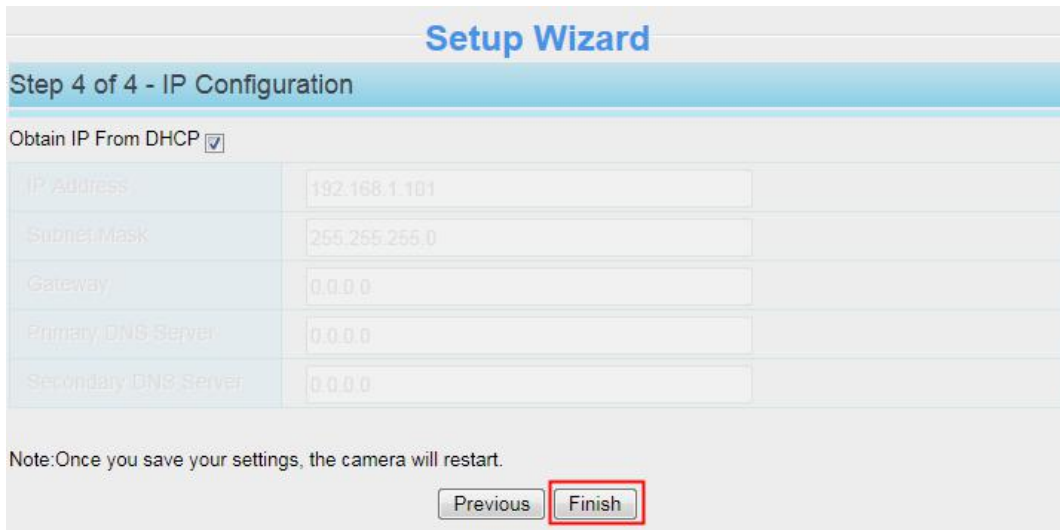 Setup Wizard
Step 4 of 4 - IP Configuration
Obtain IP From DHCP
IP Address 192.168.1.101
Subnet Mask 255.255.255.0
Gateway 0.0.0.0
Primary DNS Server 0.0.0.0
Secondary DNS Server 0.0.0.0
Note:Once you save your settings, the camera will restart.
Previous Finish